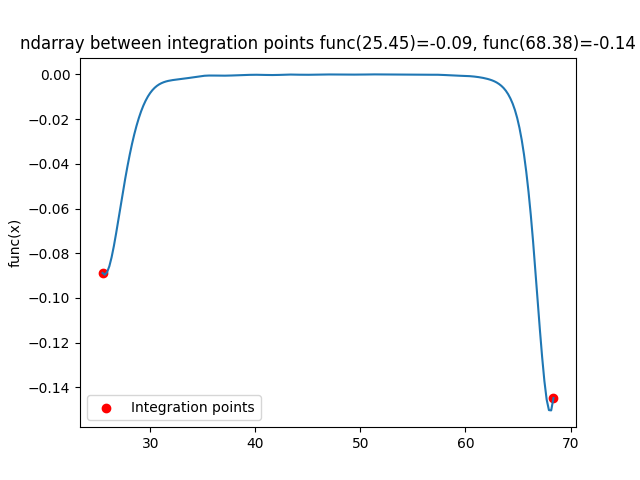 ndarray between integration points func(25.45)=-0.09, func(68.38)=-0.14
0.00
−0.02
−0.04
−0.06
−0.08
−0.10
−0.12
−0.14
func(x)
Integration points
30 40 50 60 70